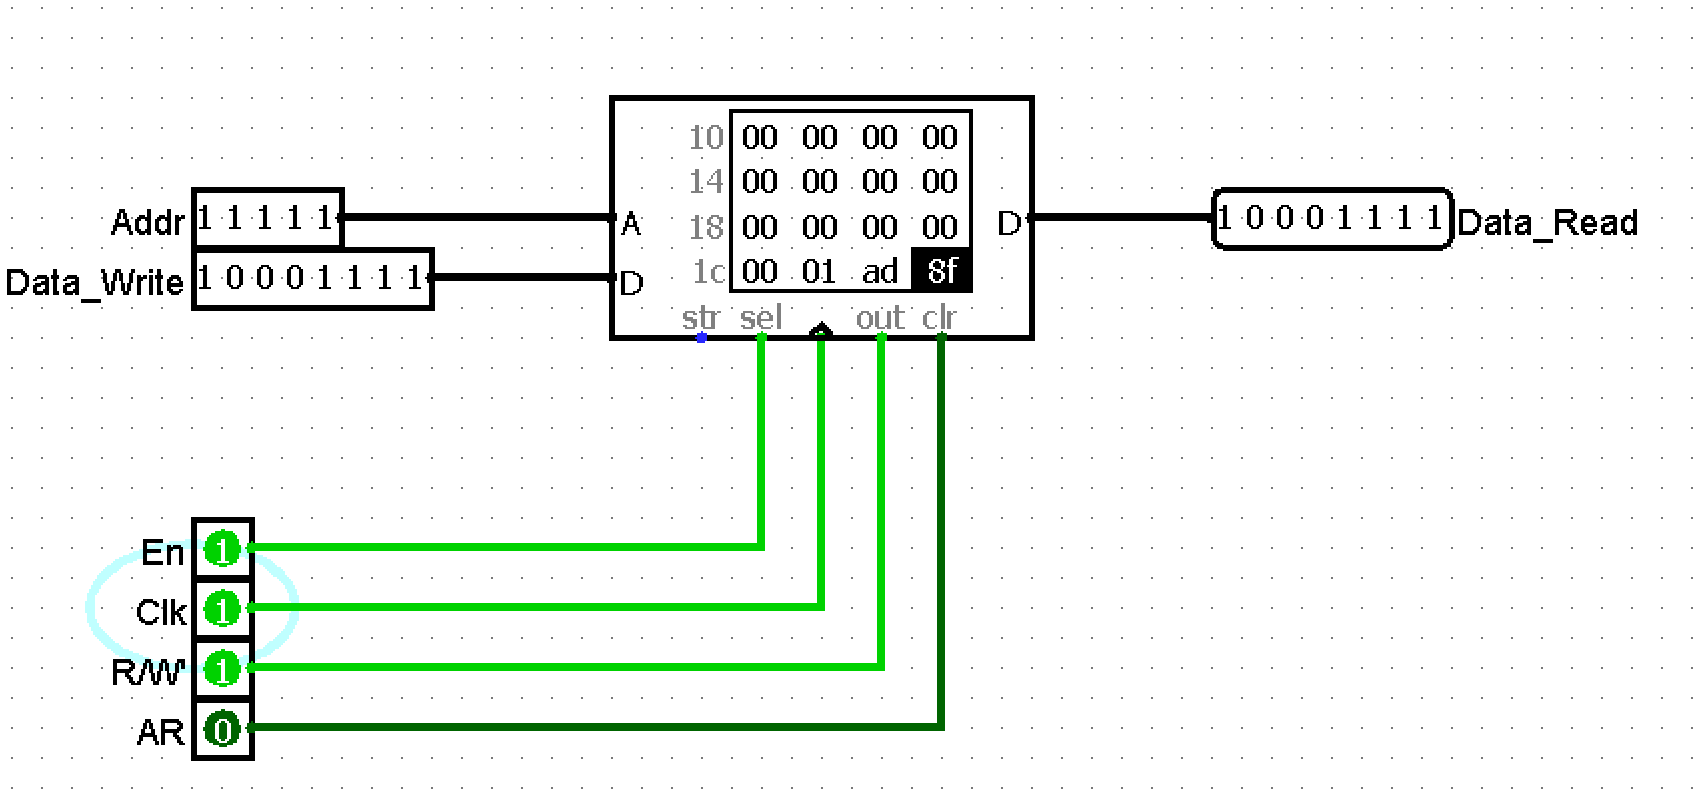 10 00 00 00 00
14 00 00 00 00
18 00 00 00 00
1c 00 01 ad 8f
Addr 1 1 1 1 1 A
D 1 0 0 0 1 1 1 1 Data_Read
Data_Write 1 0 0 0 1 1 1 1 D
str sel out clr
En 1
Clk 1
R/W' 1
AR 0